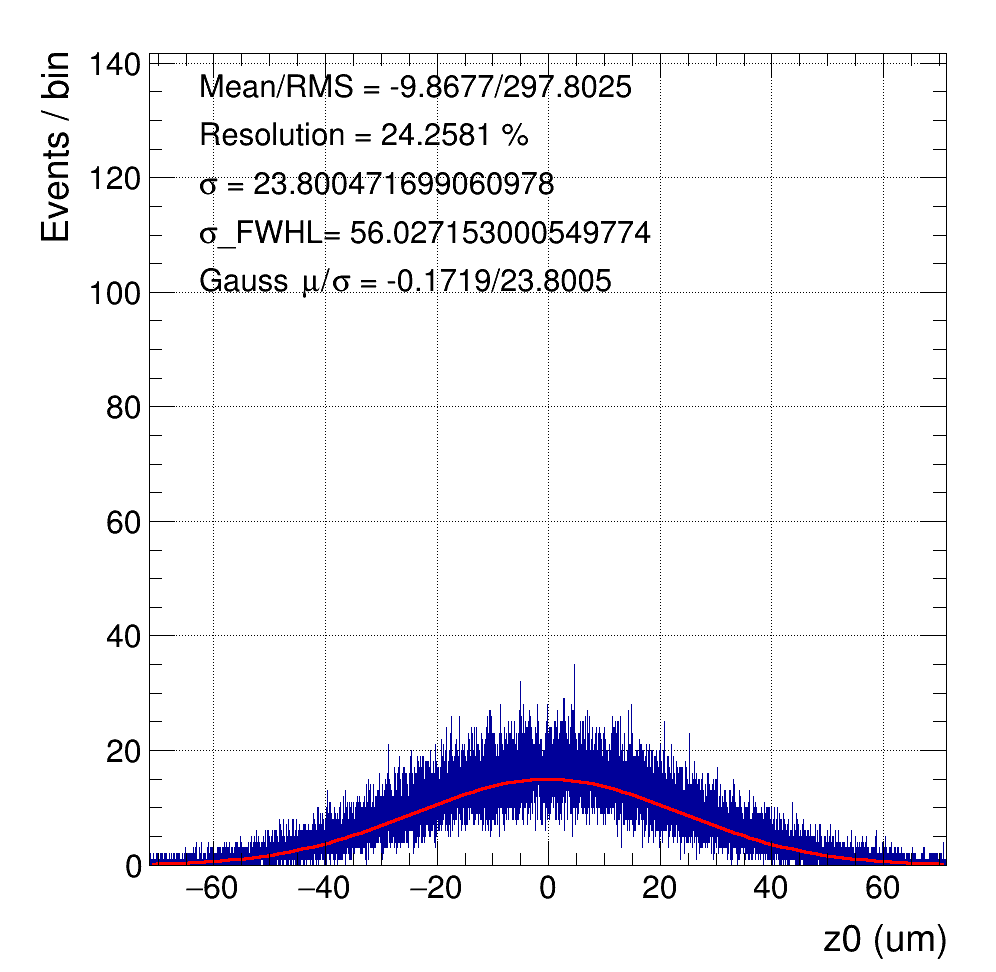 Events / bin
140
Mean/RMS = -9.8677/297.8025
Resolution = 24.2581 %
120
σ = 23.800471699060978
σ_FWHL= 56.027153000549774
Gauss μ/σ = -0.1719/23.8005
100
80
60
40
20
0
−60 −40 −20 0 20 40 60
z0 (um)